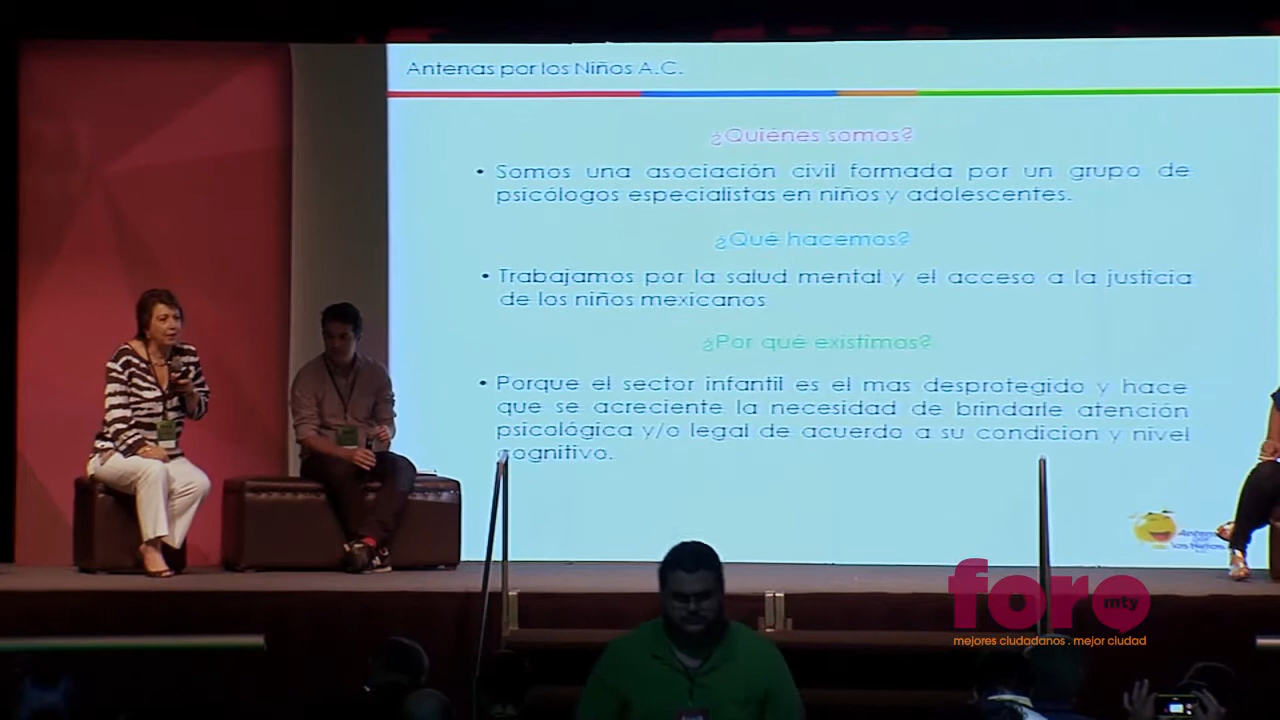 Antenas por los Niños A.C.
¿Quiénes somos?
• Somos una asociación civil formada por un grupo de
psicólogos especialistas en niños y adolescentes.
¿Qué hacemos?
• Trabajamos por la salud mental y el acceso a la justicia
de los niños mexicanos
¿Por qué existimos?
• Porque el sector infantil es el mas desprotegido y hace
que se acreciente la necesidad de brindarle atención
psicológica y/o legal de acuerdo a su condicion y nivel
cognitivo.
los Niños
foro
mty
mejores ciudadanos . mejor ciudad